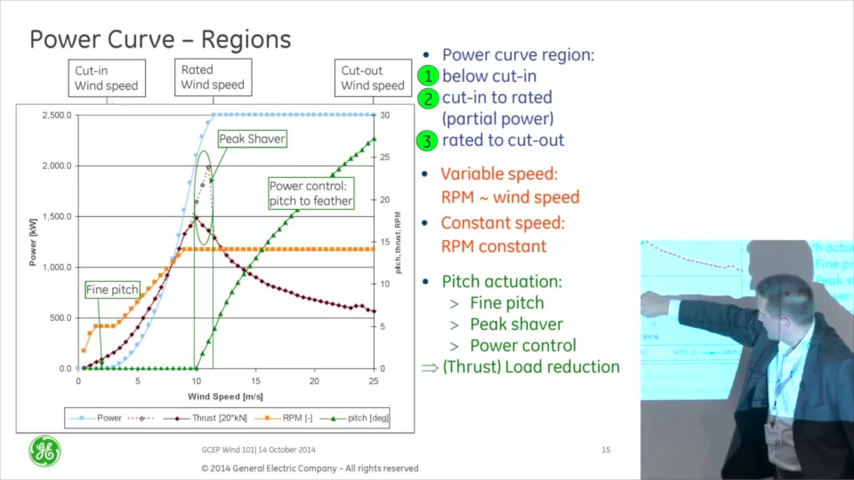 Power Curve – Regions
Cut-in
Wind speed
Rated
Wind speed
Cut-out
Wind speed
2,500.0
2,000.0
1,500.0
1,000.0
500.0
0.0
Power [kW]
30
25
20
15
10
5
0
pitch, thrust, RPM
Peak Shaver
Power control:
pitch to feather
Fine pitch
0 5 10 15 20 25
Wind Speed [m/s]
Power Thrust [20*kN] RPM [-] pitch [deg]
• Power curve region:
1 below cut-in
2 cut-in to rated
(partial power)
3 rated to cut-out
• Variable speed:
RPM ~ wind speed
• Constant speed:
RPM constant
• Pitch actuation:
> Fine pitch
> Peak shaver
> Power control
⇒ (Thrust) Load reduction
GCEP Wind 101| 14 October 2014
15
© 2014 General Electric Company – All rights reserved